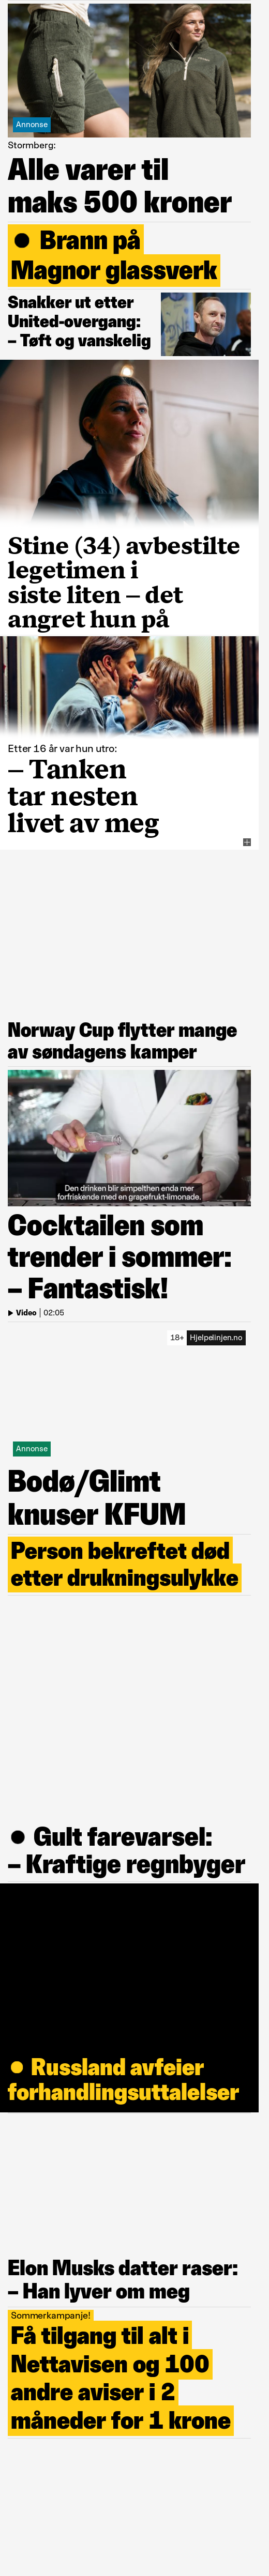 Annonse
Stormberg:
Alle varer til
maks 500 kroner
Brann på
Magnor glassverk
Snakker ut etter
United-overgang:
– Tøft og vanskelig
Stine (34) avbestilte
legetimen i
siste liten – det
angret hun på
Etter 16 år var hun utro:
– Tanken
tar nesten
livet av meg
Norway Cup flytter mange
av søndagens kamper
Den drinken blir simpelthen enda mer
forfriskende med en grapefrukt-limonade.
Cocktailen som
trender i sommer:
– Fantastisk!
Video | 02:05
18+ Hjelpelinjen.no
Annonse
Bodø/Glimt
knuser KFUM
Person bekreftet død
etter drukningsulykke
Gult farevarsel:
– Kraftige regnbyger
Russland avfeier
forhandlingsuttalelser
Elon Musks datter raser:
– Han lyver om meg
Sommerkampanje!
Få tilgang til alt i
Nettavisen og 100
andre aviser i 2
måneder for 1 krone